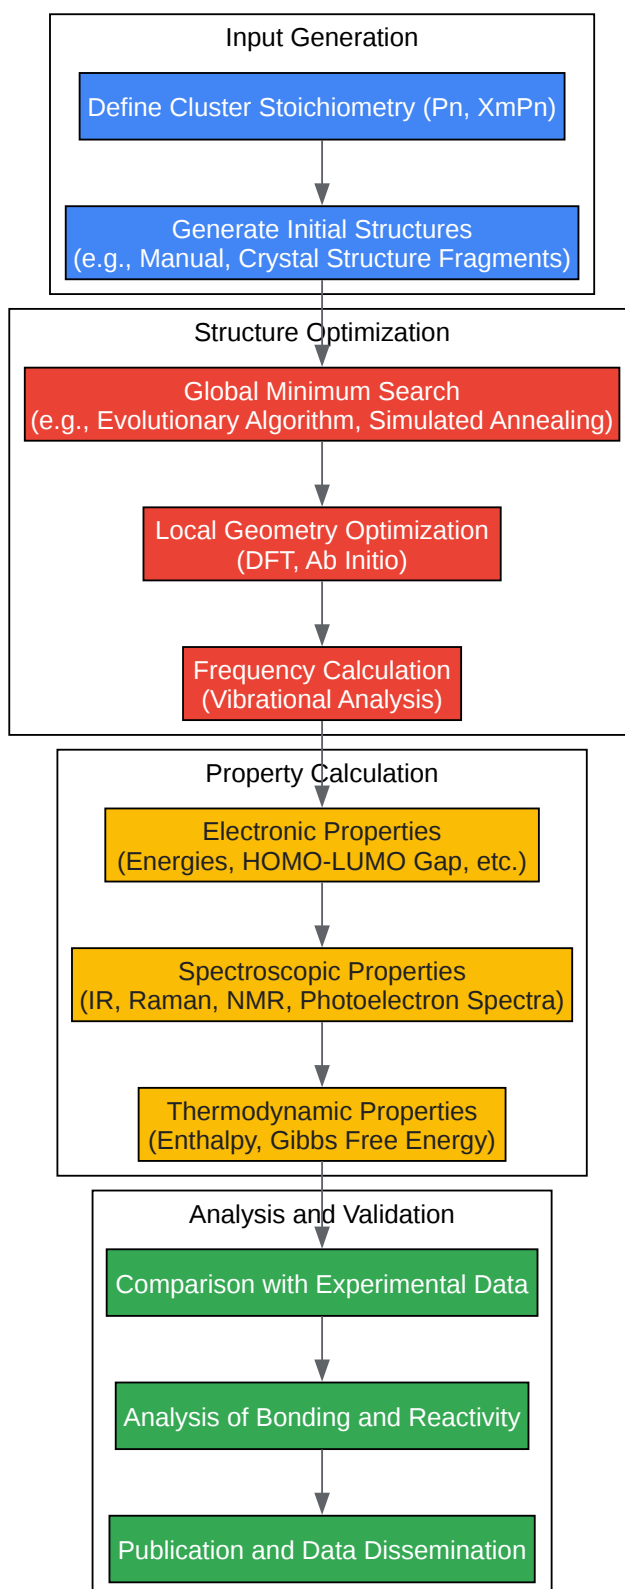 Input Generation
Define Cluster Stoichiometry (Pn, XmPn)
Generate Initial Structures
(e.g., Manual, Crystal Structure Fragments)
Structure Optimization
Global Minimum Search
(e.g., Evolutionary Algorithm, Simulated Annealing)
Local Geometry Optimization
(DFT, Ab Initio)
Frequency Calculation
(Vibrational Analysis)
Property Calculation
Electronic Properties
(Energies, HOMO-LUMO Gap, etc.)
Spectroscopic Properties
(IR, Raman, NMR, Photoelectron Spectra)
Thermodynamic Properties
(Enthalpy, Gibbs Free Energy)
Analysis and Validation
Comparison with Experimental Data
Analysis of Bonding and Reactivity
Publication and Data Dissemination